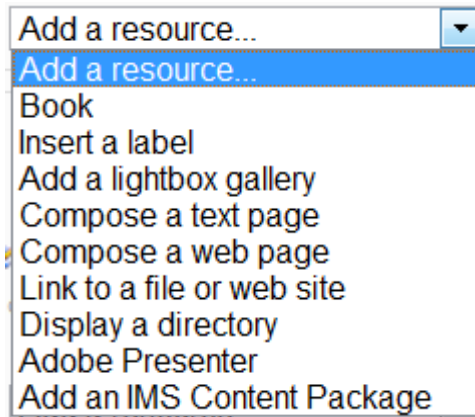 Add a resource...
Add a resource...
Book
Insert a label
Add a lightbox gallery
Compose a text page
Compose a web page
Link to a file or web site
Display a directory
Adobe Presenter
Add an IMS Content Package